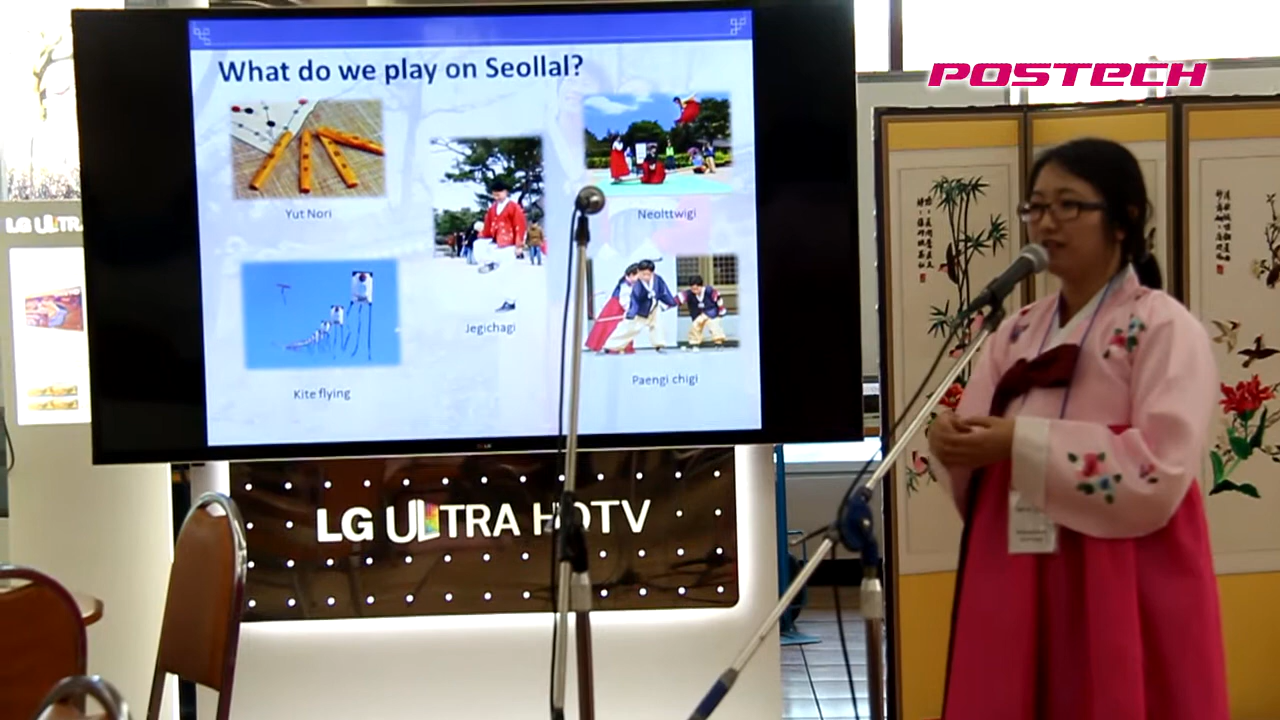 POSTECH
What do we play on Seollal?
Yut Nori
Neolttwigi
Jegichagi
Kite flying
Paengi chigi
LG ULTRA
LG ULTRA HDTV